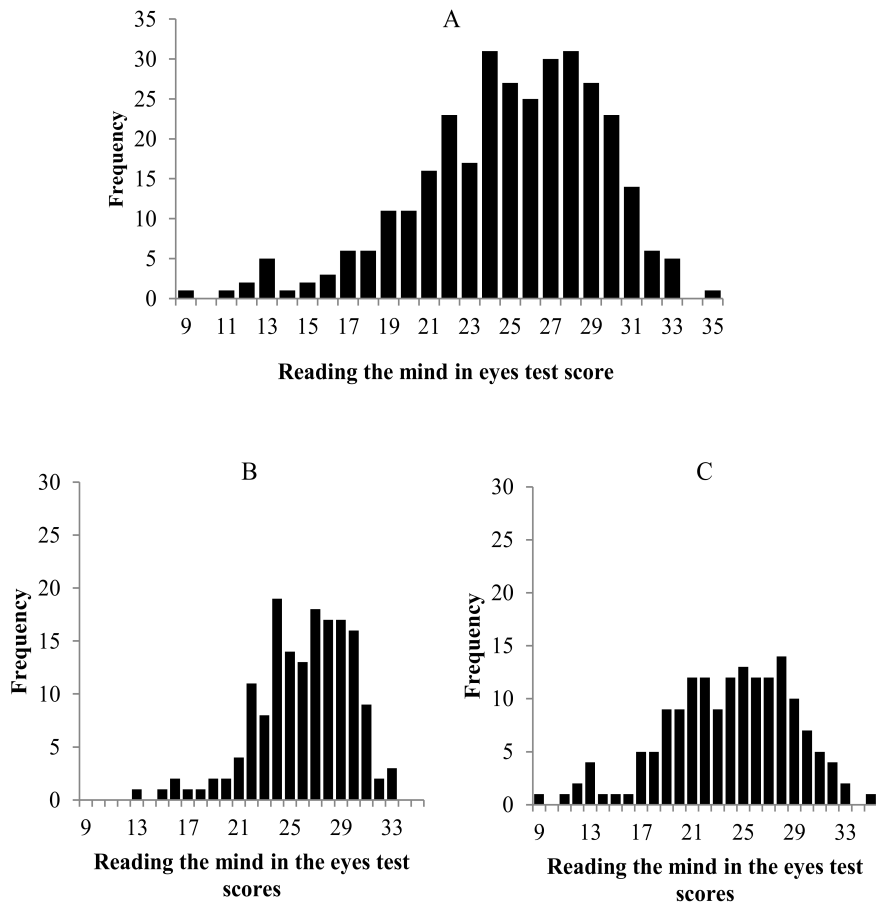 A
35
30
25
20
15
10
5
0
Frequency
9 11 13 15 17 19 21 23 25 27 29 31 33 35
Reading the mind in eyes test score
B
30
25
20
15
10
5
0
Frequency
9 13 17 21 25 29 33
Reading the mind in the eyes test
scores
C
30
25
20
15
10
5
0
Frequency
9 13 17 21 25 29 33
Reading the mind in the eyes test
scores